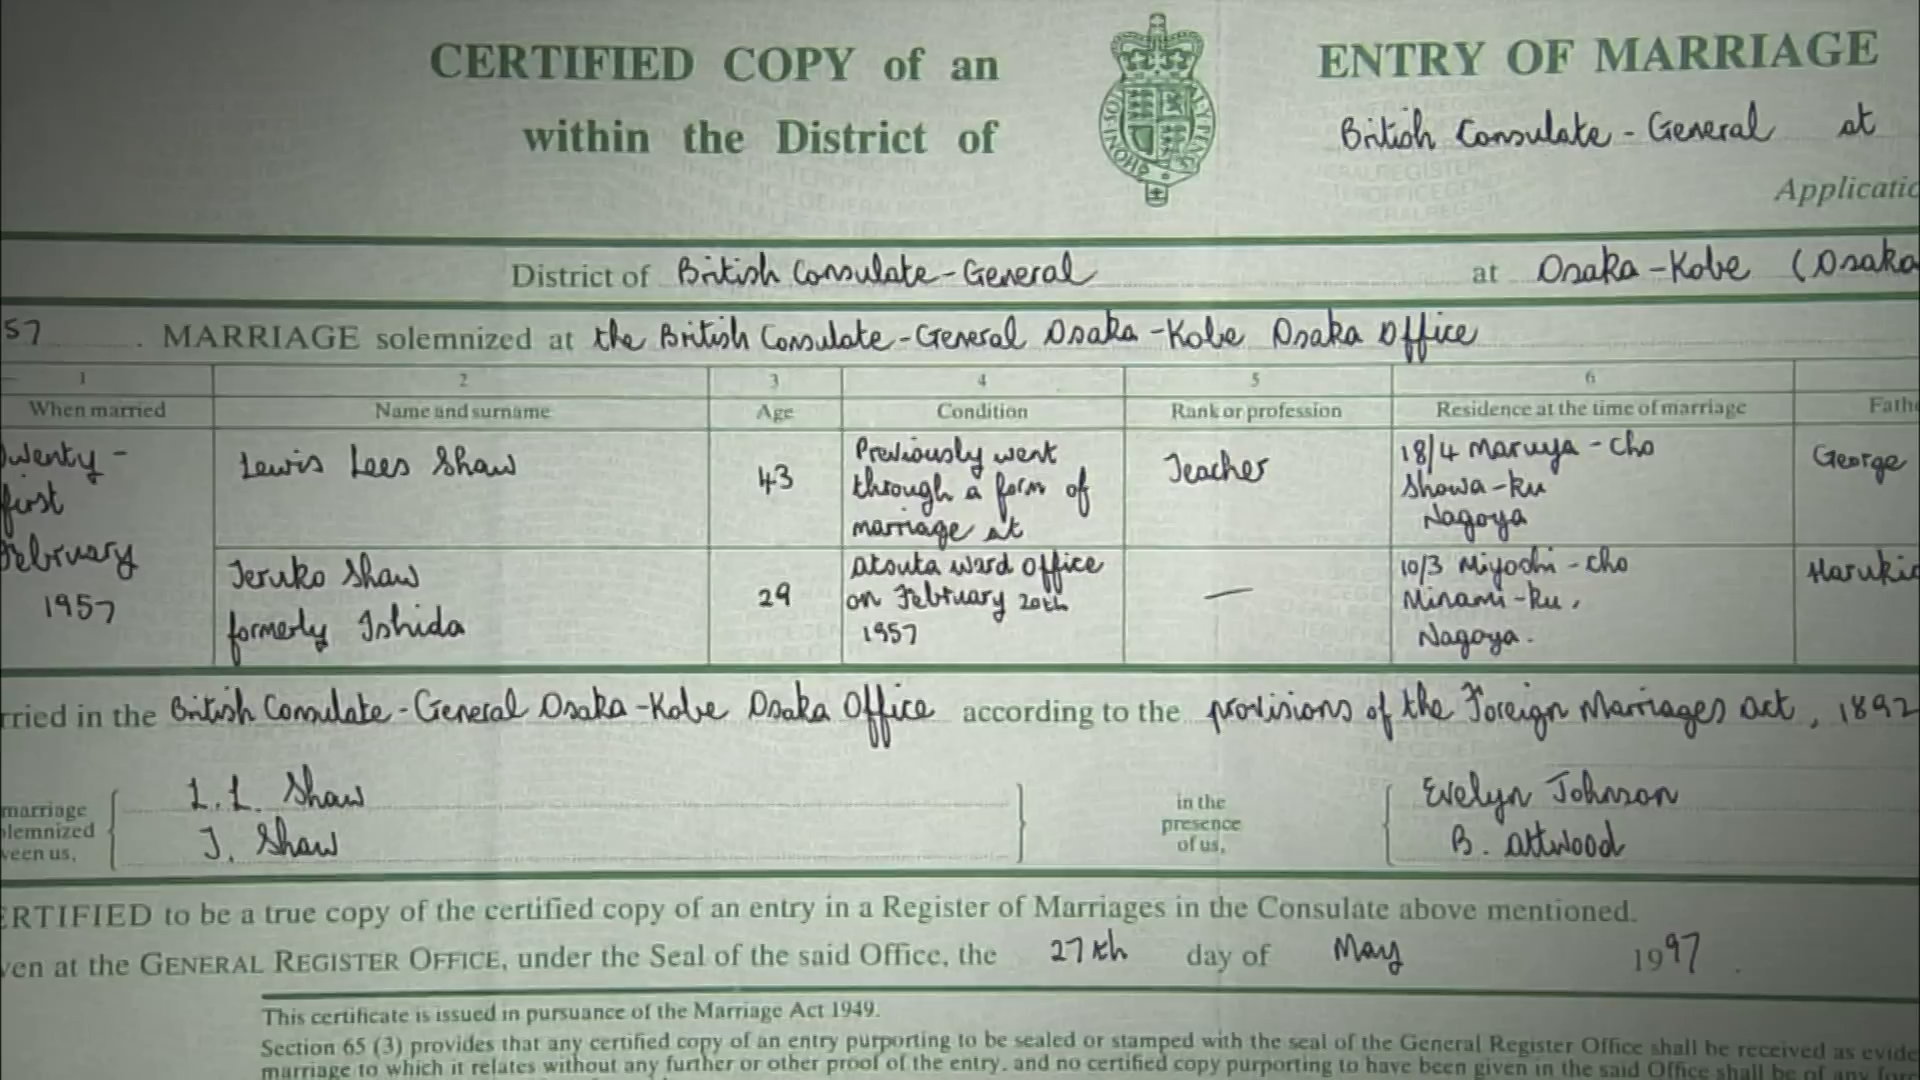 CERTIFIED COPY of an ENTRY OF MARRIAGE
within the District of British Consulate-General at
District of British Consulate-General at Osaka-Kobe (Osaka
57. MARRIAGE solemnized at the British Consulate-General Osaka-Kobe Osaka Office
1 2 3 4 5 6
When married Name and surname Age Condition Rank or profession Residence at the time of marriage
Twenty-
first
February
1957
Lewis Lees Shaw
43
Previously went
through a form of
marriage at
Teacher
18/4 Maruya-cho
Showa-ku
Nagoya
George
Teruko Shaw
formerly Ishida
29
Atsuta ward office
on February 20th
1957
—
10/3 Miyoshi-cho
Minami-ku,
Nagoya.
Haruki
rried in the British Consulate-General Osaka-Kobe Osaka Office according to the provisions of the Foreign Marriages Act, 1892
marriage
lemnized
veen us,
L.L. Shaw
T. Shaw
in the
presence
of us,
Evelyn Johnson
B. Attwood
ERTIFIED to be a true copy of the certified copy of an entry in a Register of Marriages in the Consulate above mentioned.
ven at the GENERAL REGISTER OFFICE, under the Seal of the said Office, the 27th day of May 1997.
This certificate is issued in pursuance of the Marriage Act 1949.
Section 65 (3) provides that any certified copy of an entry purporting to be sealed or stamped with the seal of the General Register Office shall be received as evide
marriage to which it relates without any further or other proof of the entry, and no certified copy purporting to have been given in the said Office shall be of any force